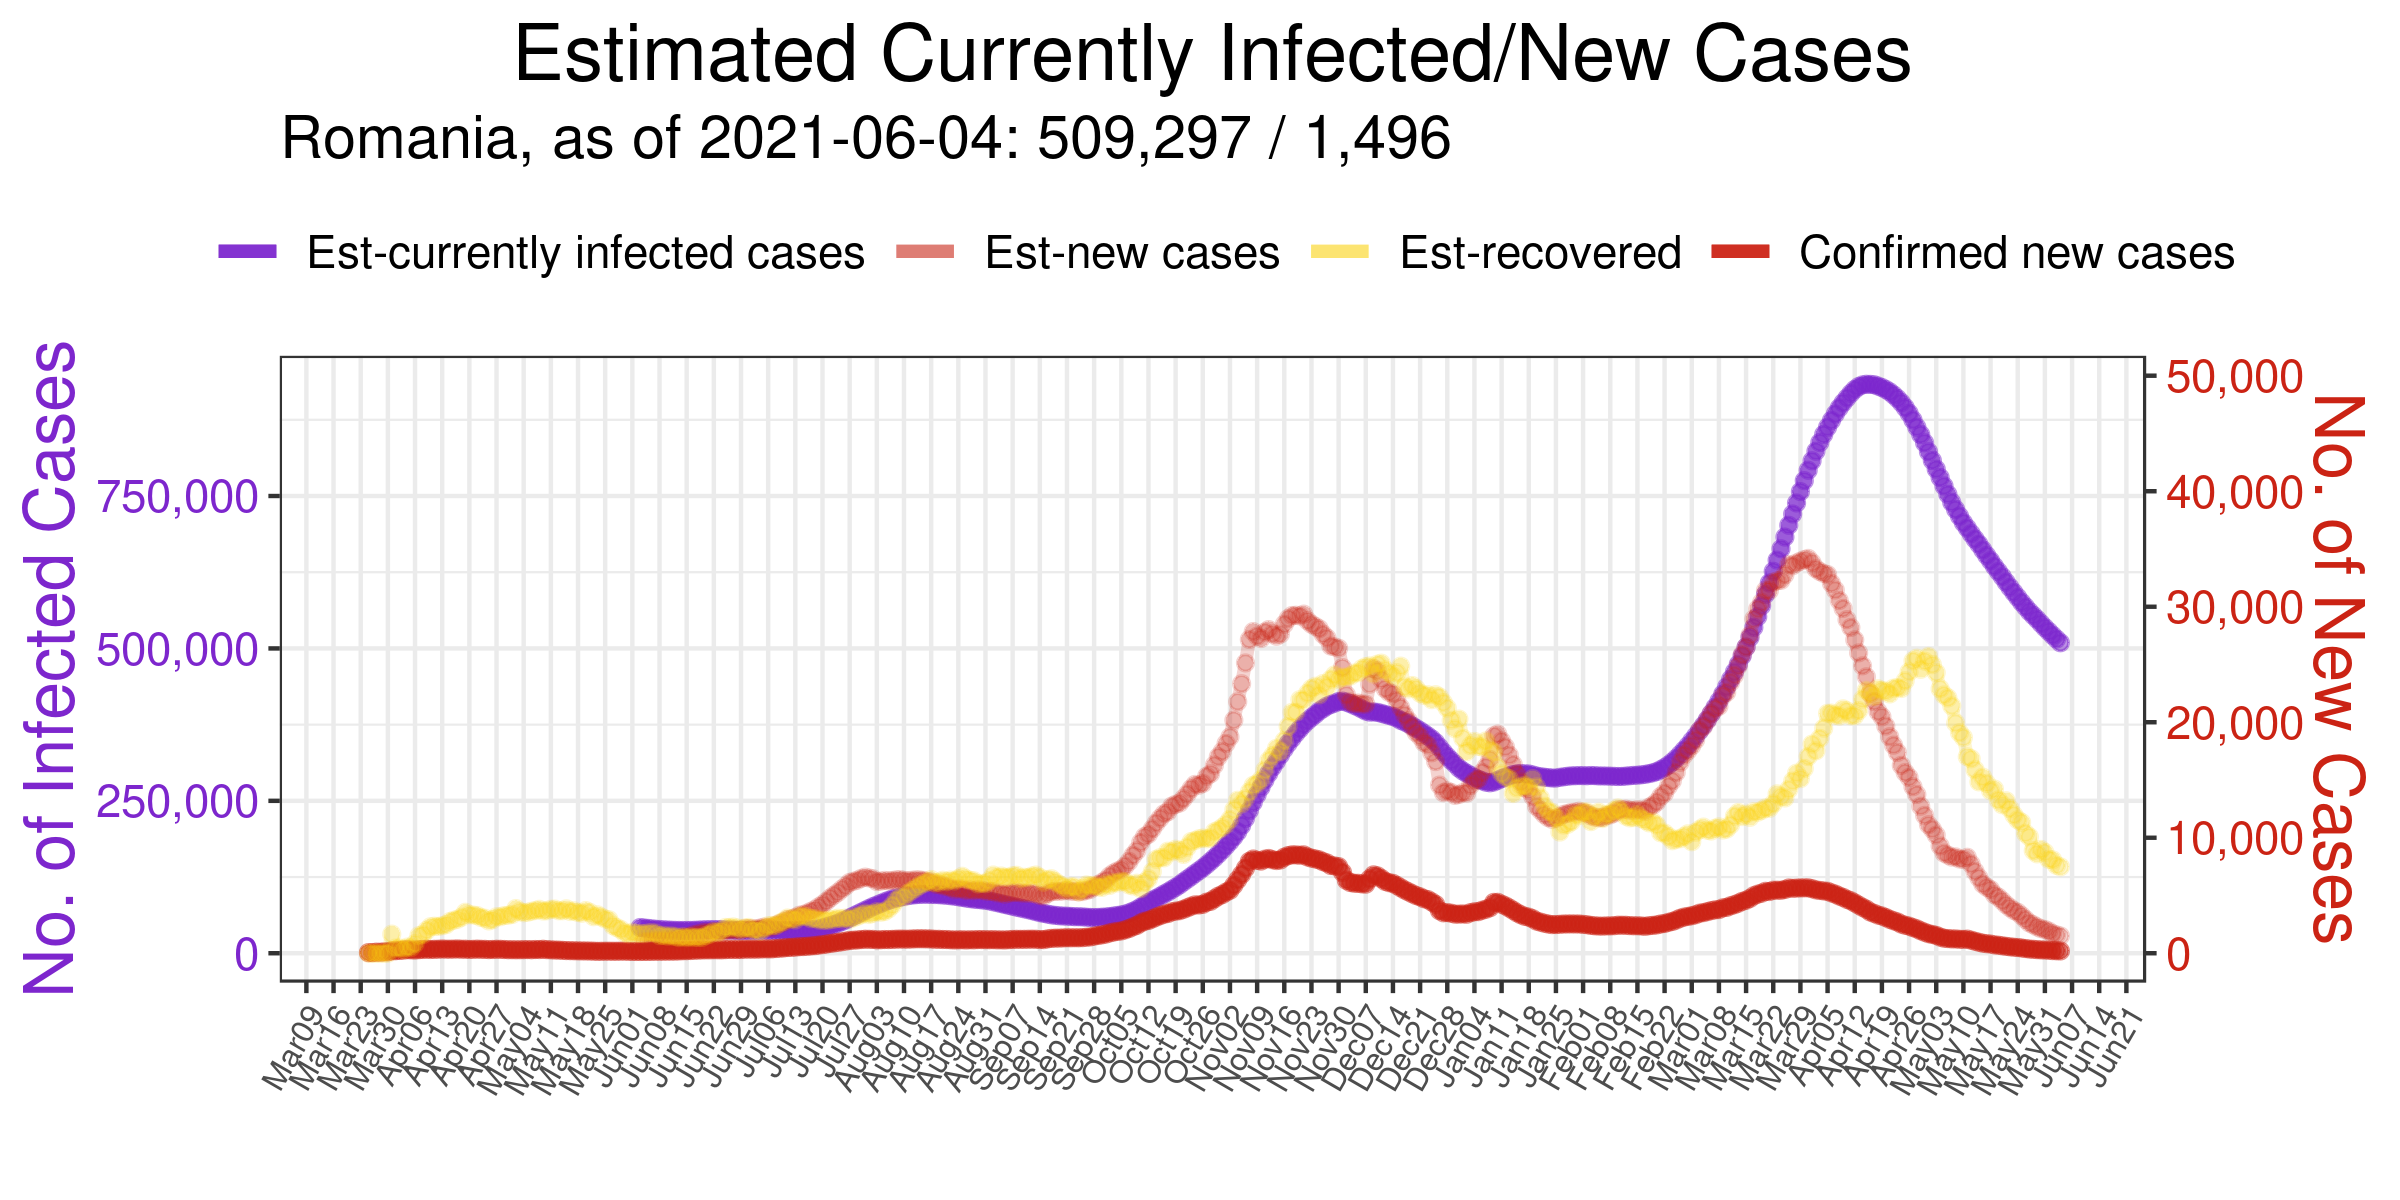 Estimated Currently Infected/New Cases
Romania, as of 2021-06-04: 509,297 / 1,496
Est-currently infected cases Est-new cases Est-recovered Confirmed new cases
No. of Infected Cases
750,000
500,000
250,000
0
50,000
40,000
30,000
20,000
10,000
0
No. of New Cases
Mar09
Mar16
Mar23
Mar30
Apr06
Apr13
Apr20
Apr27
May04
May11
May18
May25
Jun01
Jun08
Jun15
Jun22
Jun29
Jul06
Jul13
Jul20
Jul27
Aug03
Aug10
Aug17
Aug24
Aug31
Sep07
Sep14
Sep21
Sep28
Oct05
Oct12
Oct19
Oct26
Nov02
Nov09
Nov16
Nov23
Nov30
Dec07
Dec14
Dec21
Dec28
Jan04
Jan11
Jan18
Jan25
Feb01
Feb08
Feb15
Feb22
Mar01
Mar08
Mar15
Mar22
Mar29
Apr05
Apr12
Apr19
Apr26
May03
May10
May17
May24
May31
Jun07
Jun14
Jun21